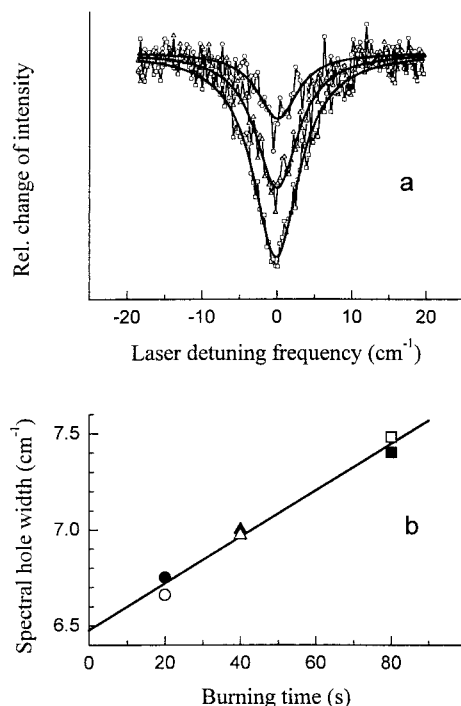 Rel. change of intensity
a
-20 -10 0 10 20
Laser detuning frequency (cm⁻¹)
Spectral hole width (cm⁻¹)
7.5
7.0
6.5
b
0 20 40 60 80
Burning time (s)